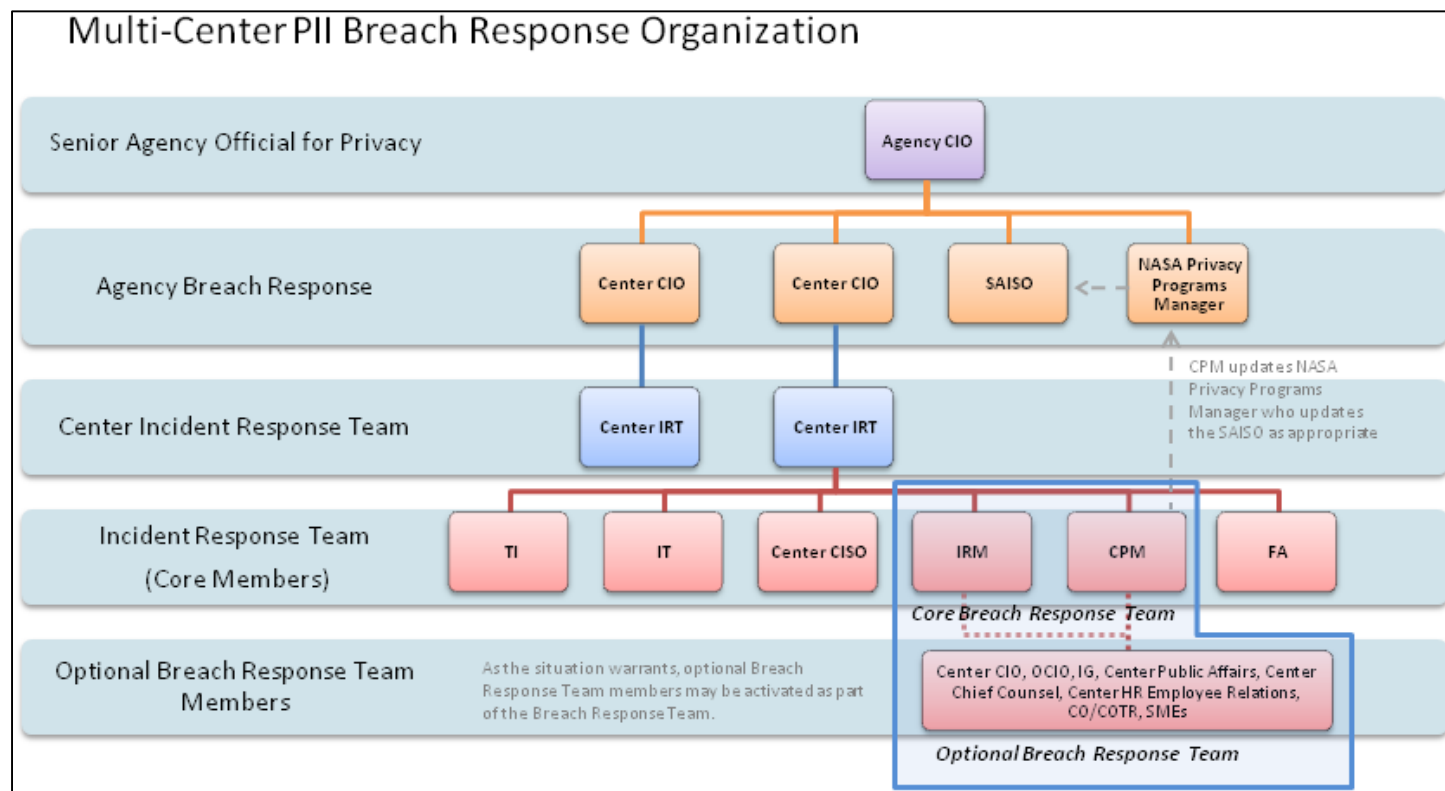 Multi-Center PII Breach Response Organization
Senior Agency Official for Privacy
Agency CIO
Agency Breach Response
Center CIO
Center CIO
SAISO
NASA Privacy
Programs
Manager
CPM updates NASA
Privacy Programs
Manager who updates
the SAISO as appropriate
Center Incident Response Team
Center IRT
Center IRT
Incident Response Team
(Core Members)
TI
IT
Center CISO
IRM
CPM
FA
Core Breach Response Team
Optional Breach Response Team
Members
As the situation warrants, optional Breach
Response Team members may be activated as part
of the Breach Response Team.
Center CIO, OCIO, IG, Center Public Affairs, Center
Chief Counsel, Center HR Employee Relations,
CO/COTR, SMEs
Optional Breach Response Team